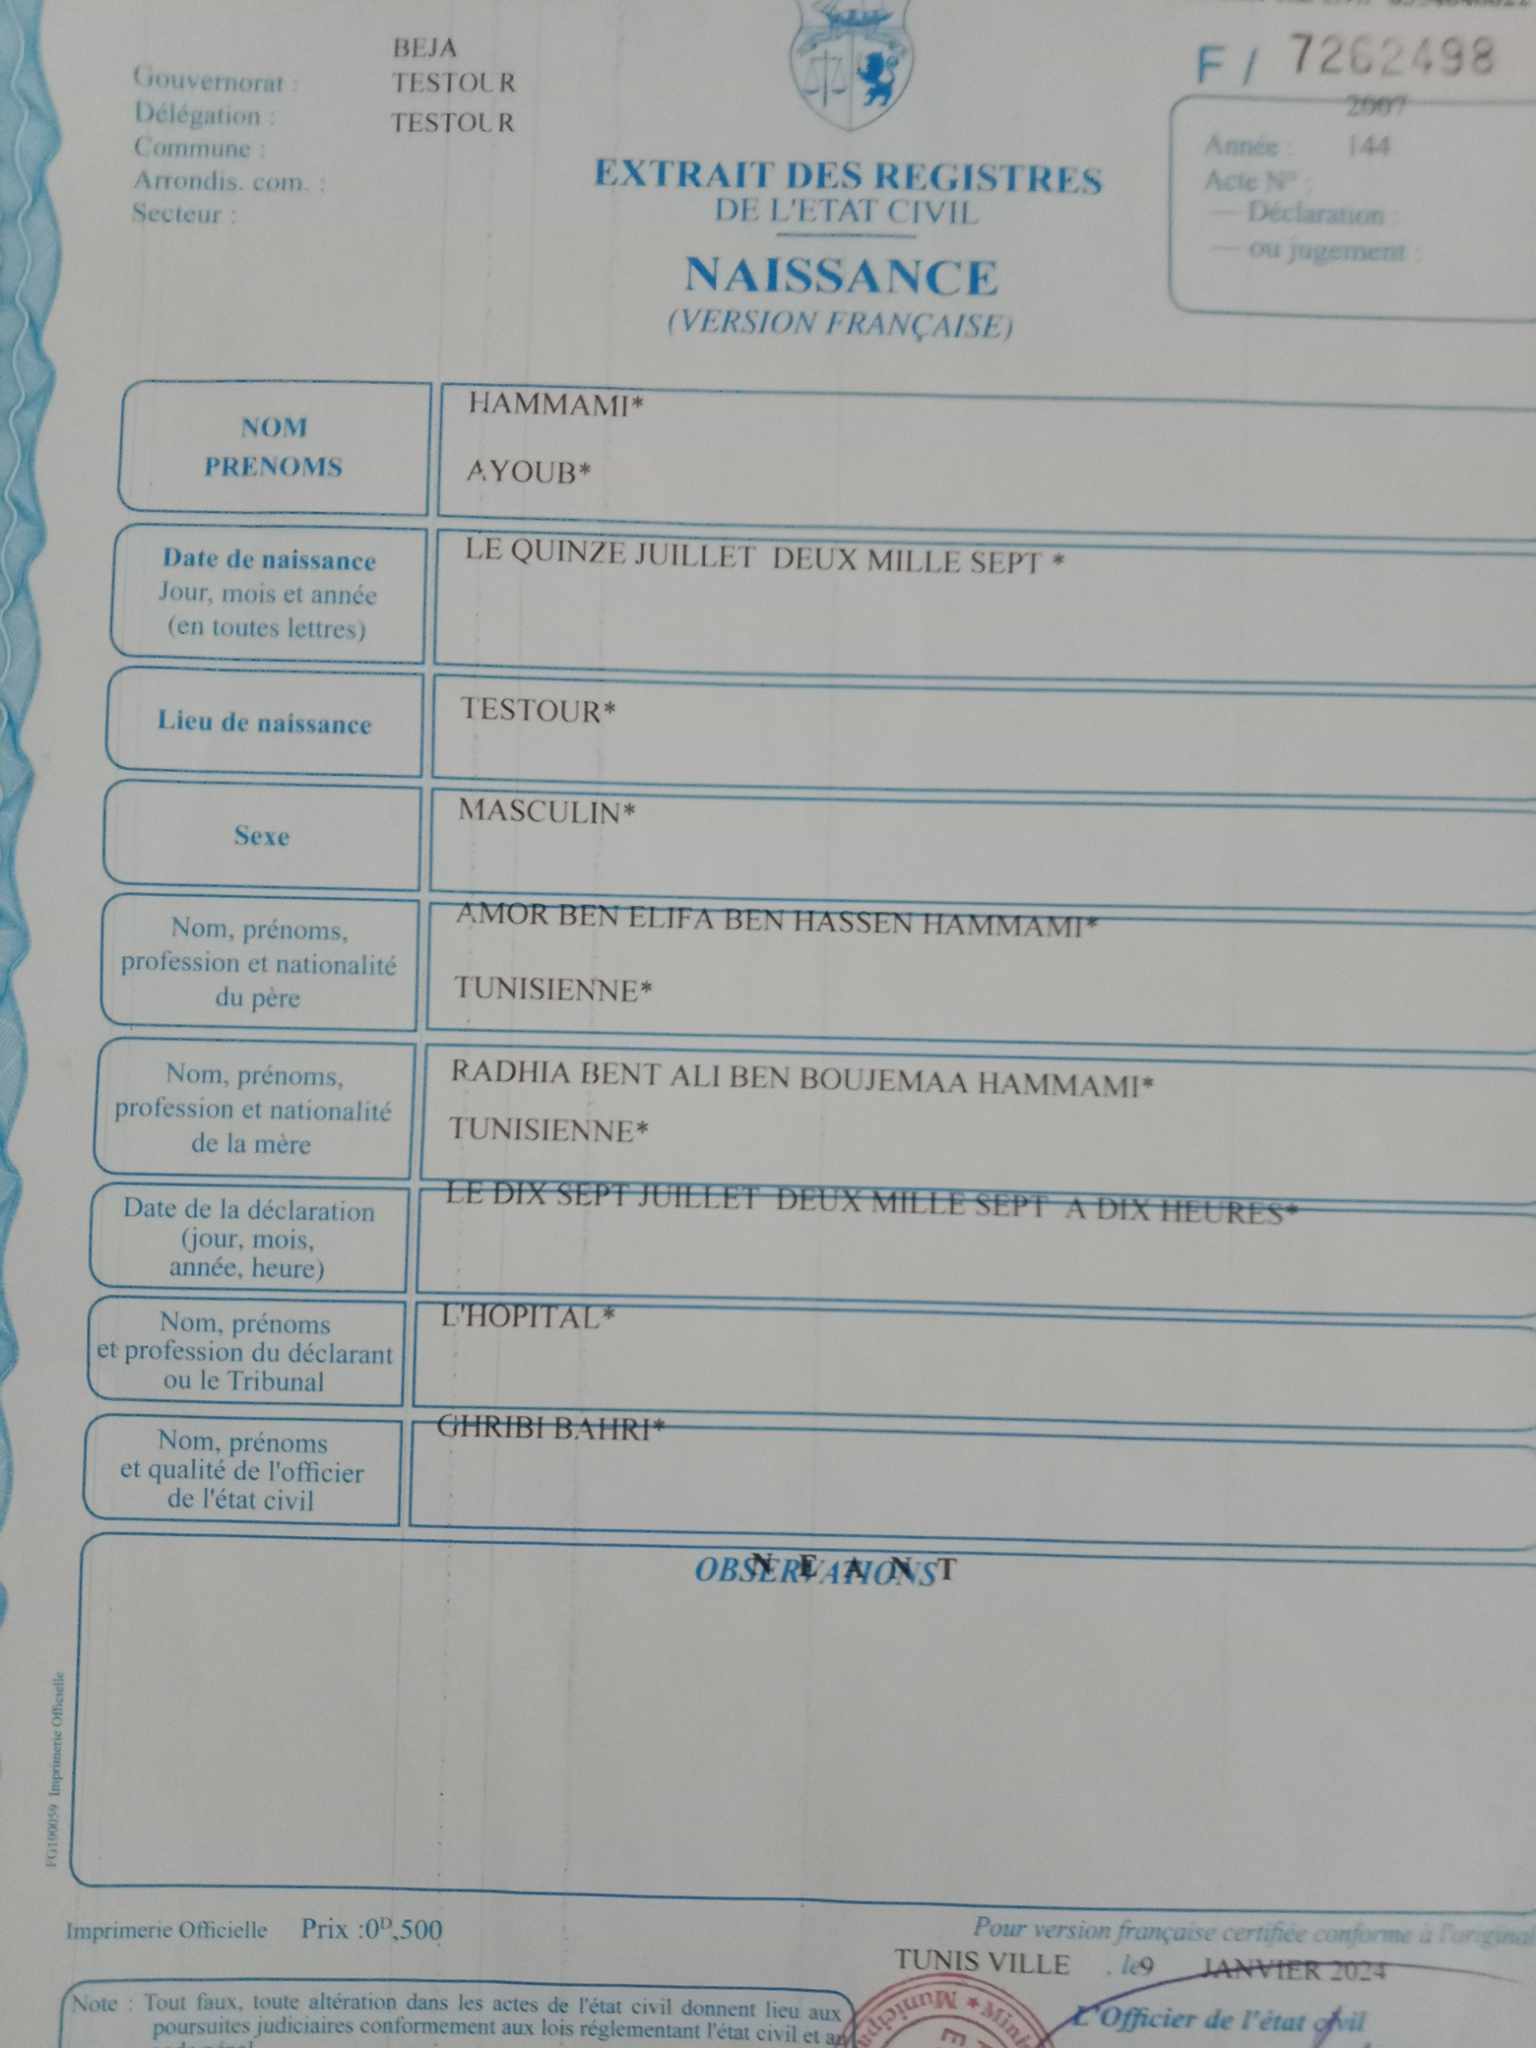 BEJA
Gouvernorat :
TESTOUR
Délégation :
TESTOUR
Commune :
Arrondis. com. :
Secteur :
F / 7262498
2007
Année :
144
Acte N° :
— Déclaration :
— ou jugement :
EXTRAIT DES REGISTRES
DE L'ETAT CIVIL
NAISSANCE
(VERSION FRANÇAISE)
NOM
PRENOMS
HAMMAMI*
AYOUB*
Date de naissance
Jour, mois et année
(en toutes lettres)
LE QUINZE JUILLET DEUX MILLE SEPT *
Lieu de naissance
TESTOUR*
Sexe
MASCULIN*
Nom, prénoms,
profession et nationalité
du père
AMOR BEN ELIFA BEN HASSEN HAMMAMI*
TUNISIENNE*
Nom, prénoms,
profession et nationalité
de la mère
RADHIA BENT ALI BEN BOUJEMAA HAMMAMI*
TUNISIENNE*
Date de la déclaration
(jour, mois,
année, heure)
LE DIX SEPT JUILLET DEUX MILLE SEPT A DIX HEURES*
Nom, prénoms
et profession du déclarant
ou le Tribunal
L'HOPITAL*
Nom, prénoms
et qualité de l'officier
de l'état civil
GHRIBI BAHRI*
OBSERVATIONS
N E A N T
FG100059 Imprimerie Officielle
Imprimerie Officielle Prix :0D,500
Pour version française certifiée conforme à l'original
TUNIS VILLE , le9 JANVIER 2024
L'Officier de l'état civil
Note : Tout faux, toute altération dans les actes de l'état civil donnent lieu aux
poursuites judiciaires conformement aux lois réglementant l'état civil et au